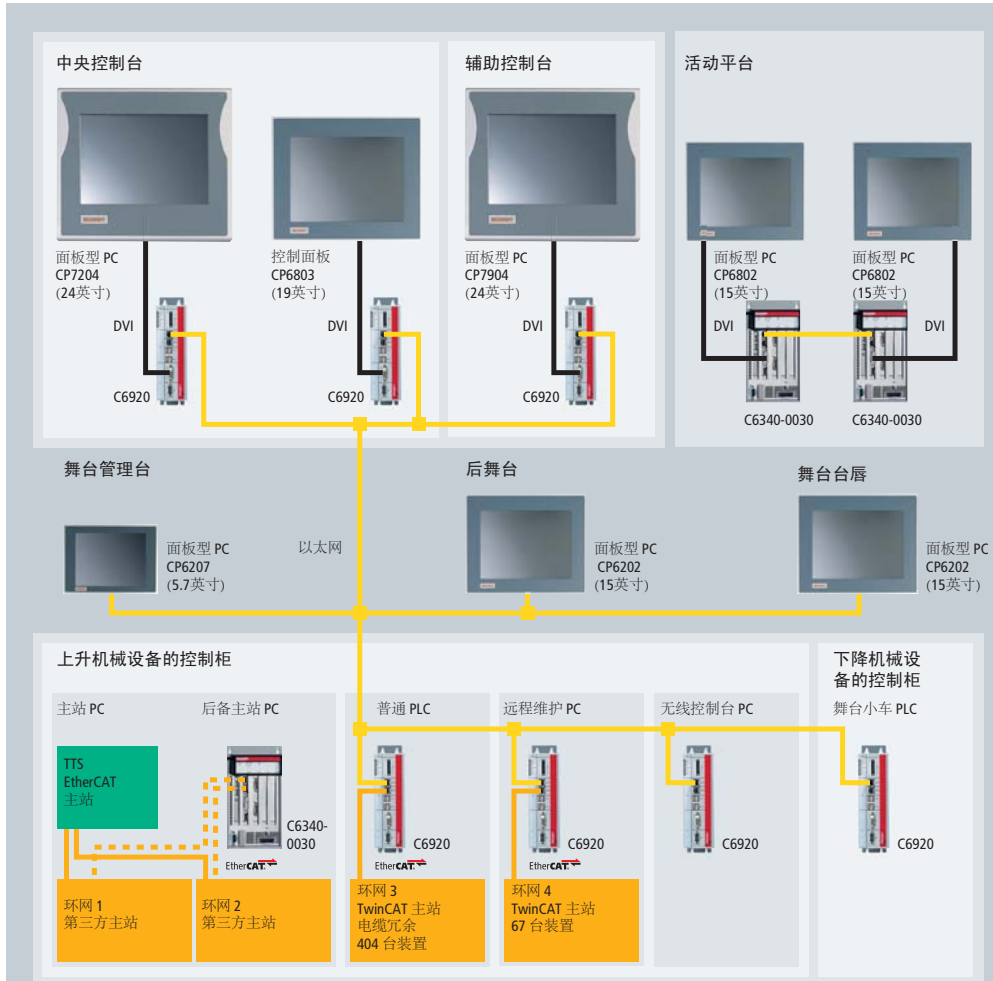 中央控制台
辅助控制台
活动平台
面板型 PC
CP7204
(24英寸)
控制面板
CP6803
(19英寸)
面板型 PC
CP7904
(24英寸)
面板型 PC
CP6802
(15英寸)
面板型 PC
CP6802
(15英寸)
DVI
DVI
DVI
DVI
DVI
C6920
C6920
C6920
C6340-0030
C6340-0030
舞台管理台
后舞台
舞台台唇
面板型 PC
CP6207
(5.7英寸)
以太网
面板型 PC
CP6202
(15英寸)
面板型 PC
CP6202
(15英寸)
上升机械设备的控制柜
下降机械设
备的控制柜
主站 PC
后备主站 PC
普通 PLC
远程维护 PC
无线控制台 PC
舞台小车 PLC
TTS
EtherCAT
主站
C6340-
0030
C6920
C6920
C6920
C6920
EtherCAT
EtherCAT
EtherCAT
环网 1
第三方主站
环网 2
第三方主站
环网 3
TwinCAT 主站
电缆冗余
404 台装置
环网 4
TwinCAT 主站
67 台装置